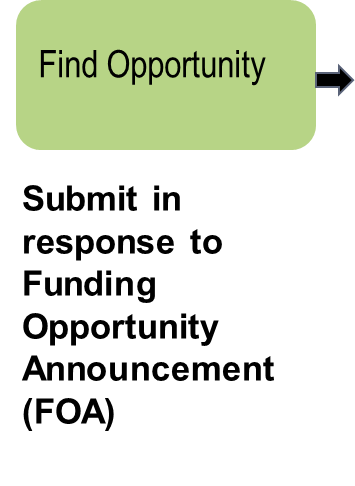 Find Opportunity
Submit in
response to
Funding
Opportunity
Announcement
(FOA)